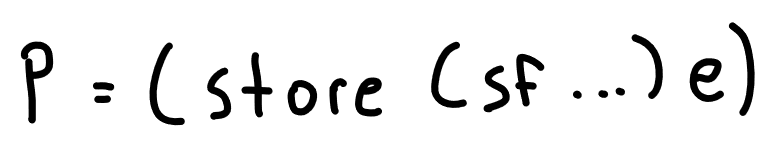 P = (store (sf ...) e)